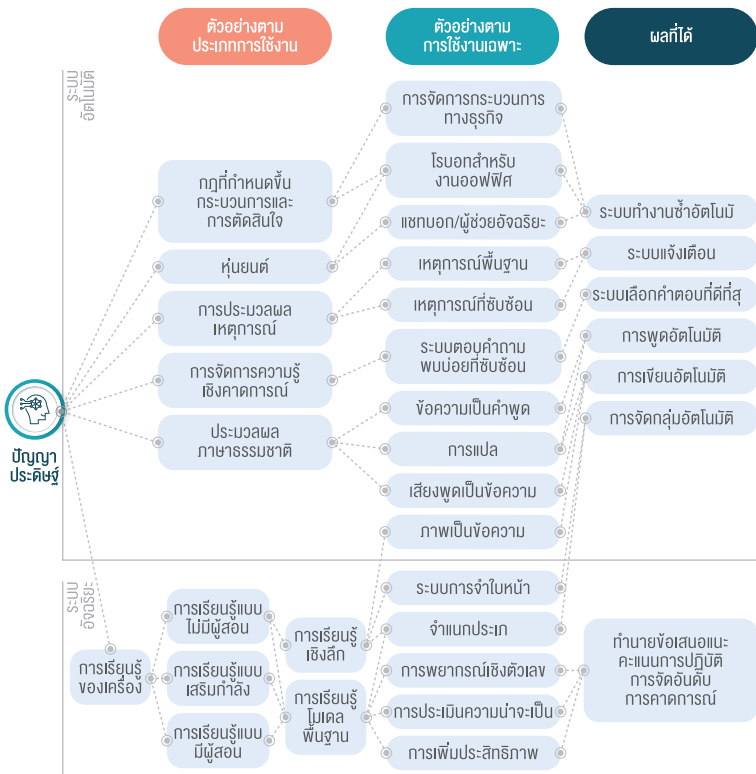 ตัวอย่างตาม
ประเภทการใช้งาน
ตัวอย่างตาม
การใช้งานเฉพาะ
ผลที่ได้
ระบบ
อัตโนมัติ
กฎที่กำหนดขึ้น
กระบวนการและ
การตัดสินใจ
หุ่นยนต์
การประมวลผล
เหตุการณ์
การจัดการความรู้
เชิงคาดการณ์
ประมวลผล
ภาษาธรรมชาติ
การจัดการกระบวนการ
ทางธุรกิจ
โรบอทสำหรับ
งานออฟฟิศ
แชทบอท/ผู้ช่วยอัจฉริยะ
เหตุการณ์พื้นฐาน
เหตุการณ์ที่ซับซ้อน
ระบบตอบคำถาม
พบบ่อยที่ซับซ้อน
ข้อความเป็นคำพูด
การแปล
เสียงพูดเป็นข้อความ
ภาพเป็นข้อความ
ระบบทำงานซ้ำอัตโนมั
ระบบแจ้งเตือน
ระบบเลือกคำตอบที่ดีที่สุ
การพูดอัตโนมัติ
การเขียนอัตโนมัติ
การจัดกลุ่มอัตโนมัติ
ปัญญา
ประดิษฐ์
ระบบ
อัจฉริยะ
การเรียนรู้
ของเครื่อง
การเรียนรู้แบบ
ไม่มีผู้สอน
การเรียนรู้แบบ
เสริมกำลัง
การเรียนรู้แบบ
มีผู้สอน
การเรียนรู้
เชิงลึก
การเรียนรู้
โมเดล
พื้นฐาน
ระบบการจำใบหน้า
จำแนกประเภ
การพยากรณ์เชิงตัวเลข
การประเมินความน่าจะเป็น
การเพิ่มประสิทธิภาพ
ทำนายข้อเสนอแนะ
คะแนนการปฏิบัติ
การจัดอันดับ
การคาดการณ์